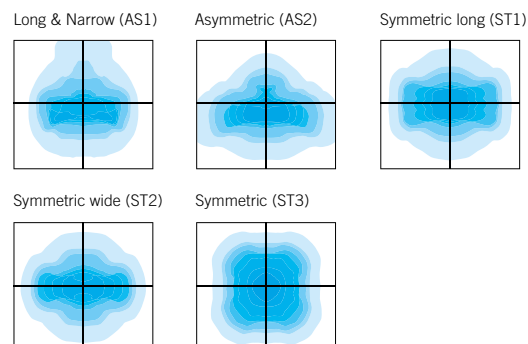 Long & Narrow (AS1)
Asymmetric (AS2)
Symmetric long (ST1)
Symmetric wide (ST2)
Symmetric (ST3)